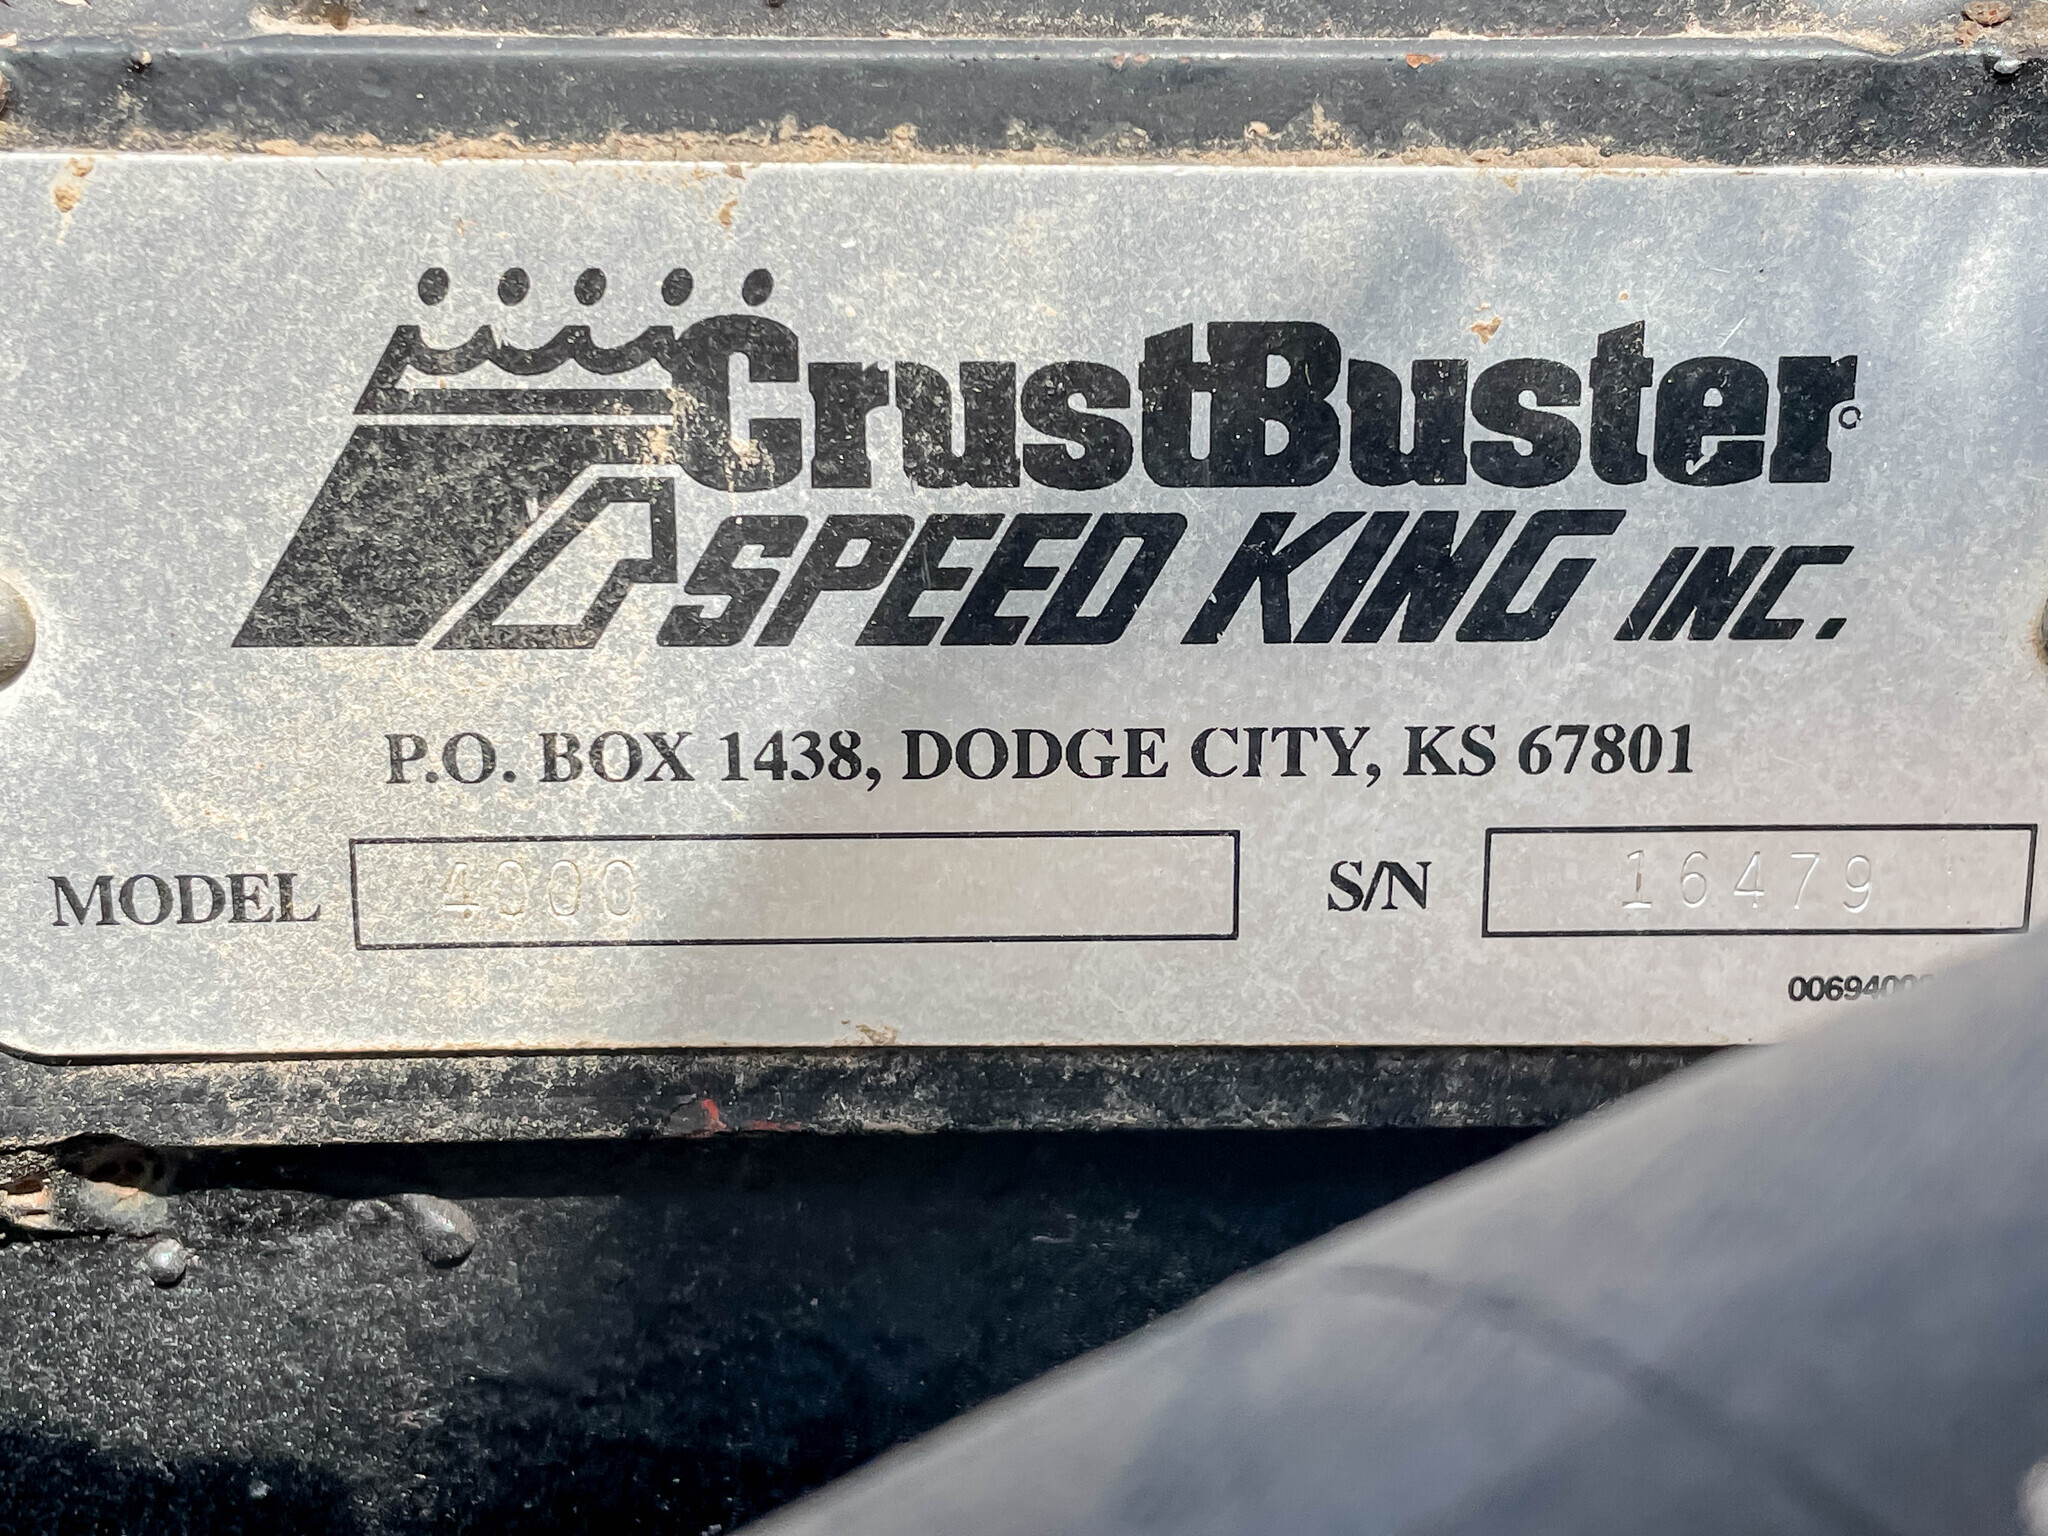 CrustBuster
SPEED KING INC.
P.O. BOX 1438, DODGE CITY, KS 67801
MODEL 4000 S/N 16479